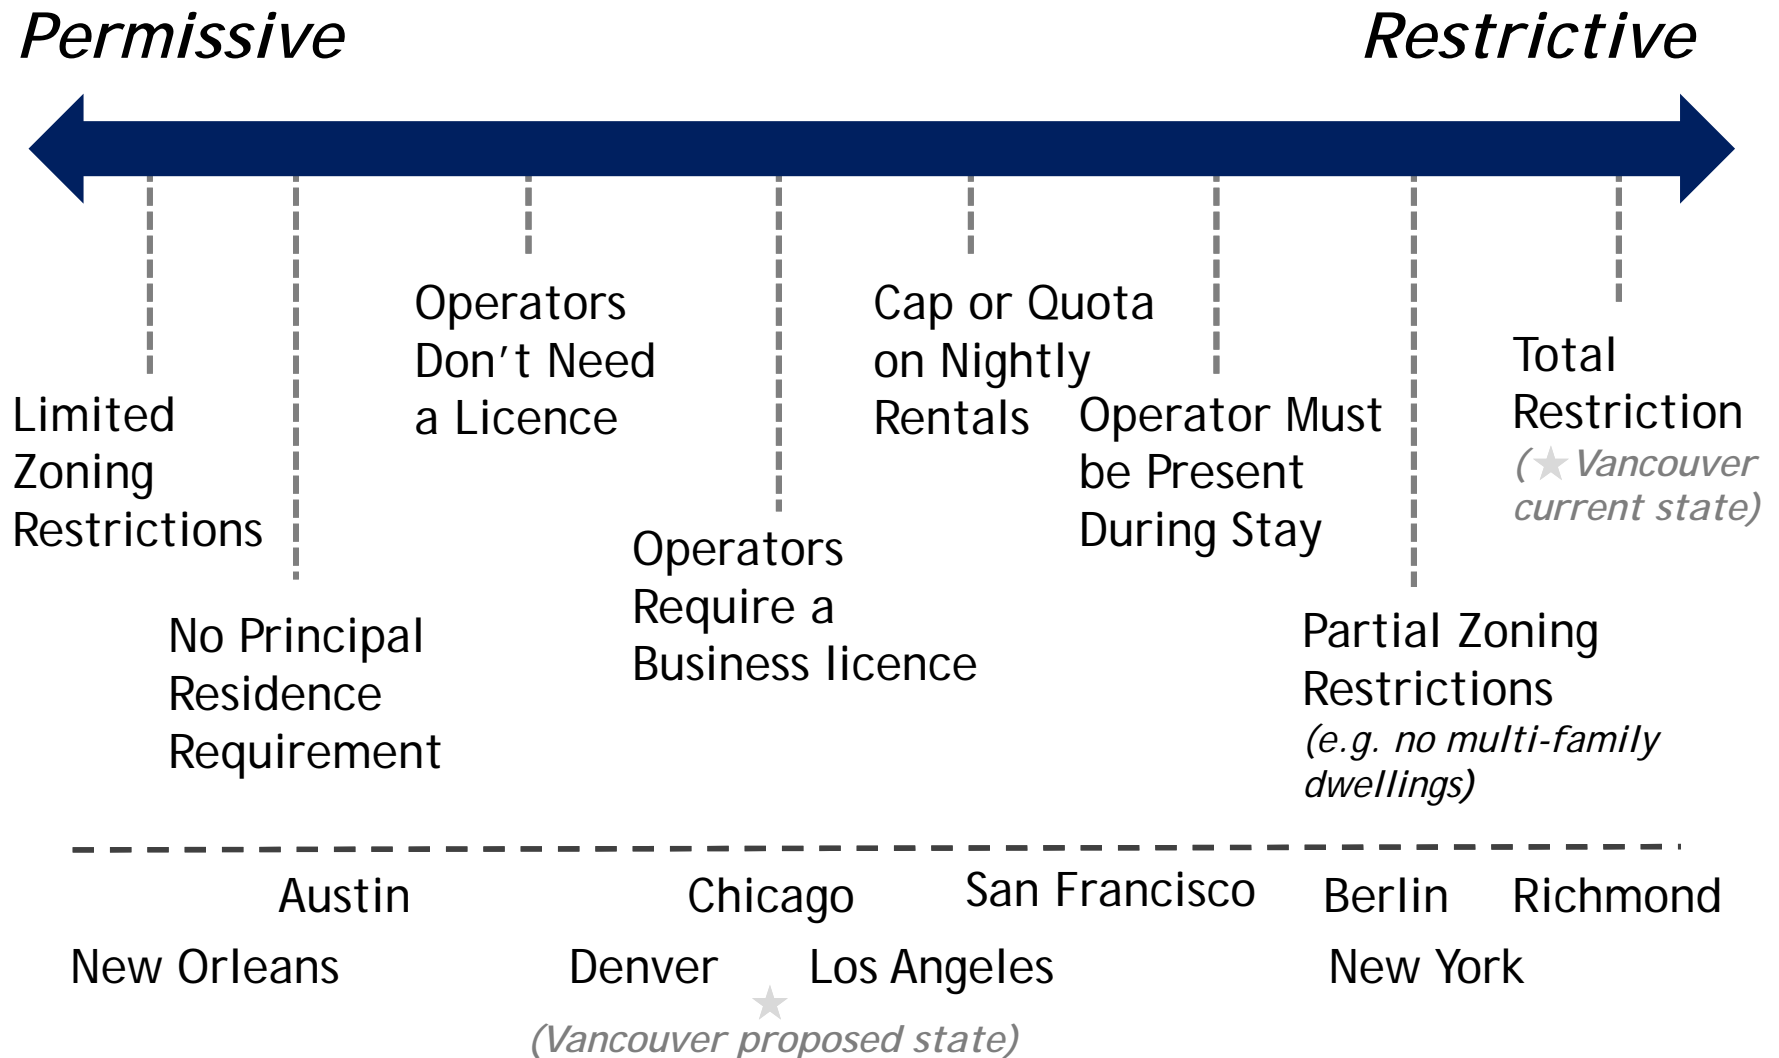 Permissive
Restrictive
Limited
Zoning
Restrictions
No Principal
Residence
Requirement
Operators
Don't Need
a Licence
Operators
Require a
Business licence
Cap or Quota
on Nightly
Rentals
Operator Must
be Present
During Stay
Partial Zoning
Restrictions
(e.g. no multi-family
dwellings)
Total
Restriction
(★ Vancouver
current state)
Austin
Chicago
San Francisco
Berlin
Richmond
New Orleans
Denver
Los Angeles
New York
(Vancouver proposed state)